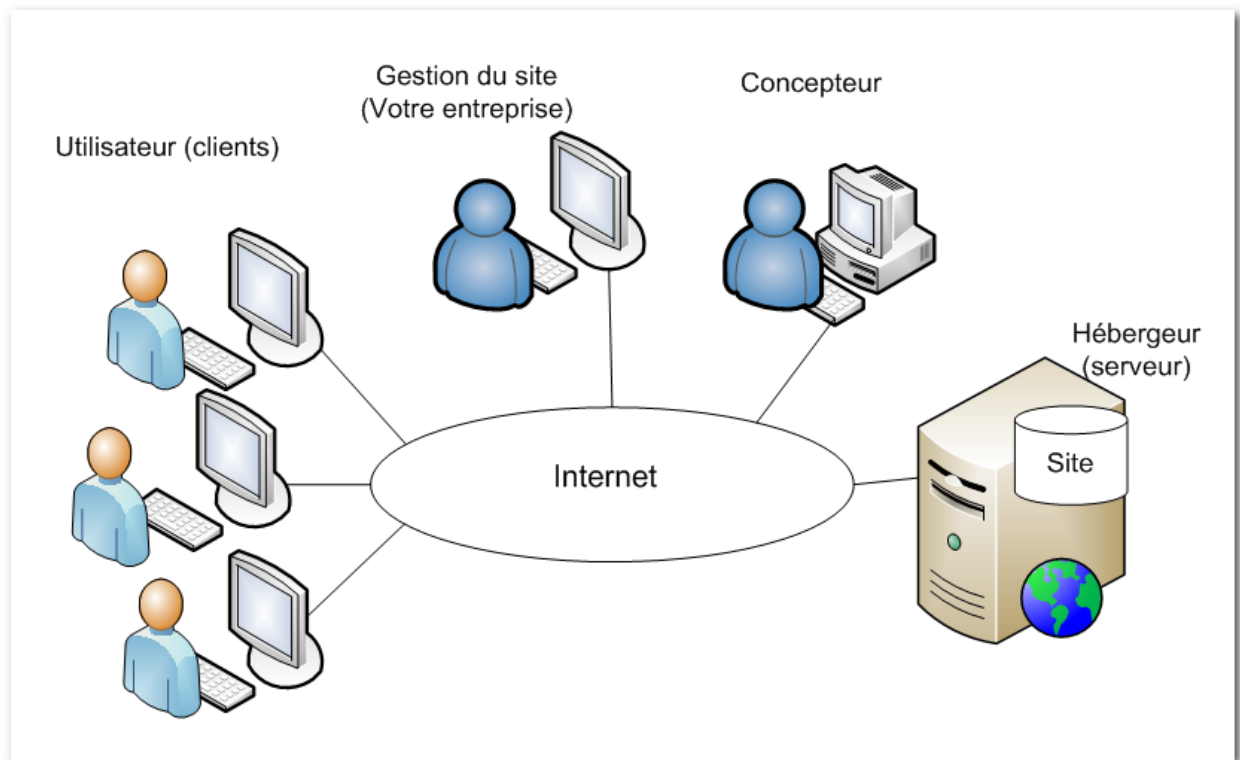 Gestion du site
(Votre entreprise)
Concepteur
Utilisateur (clients)
Hébergeur
(serveur)
Site
Internet